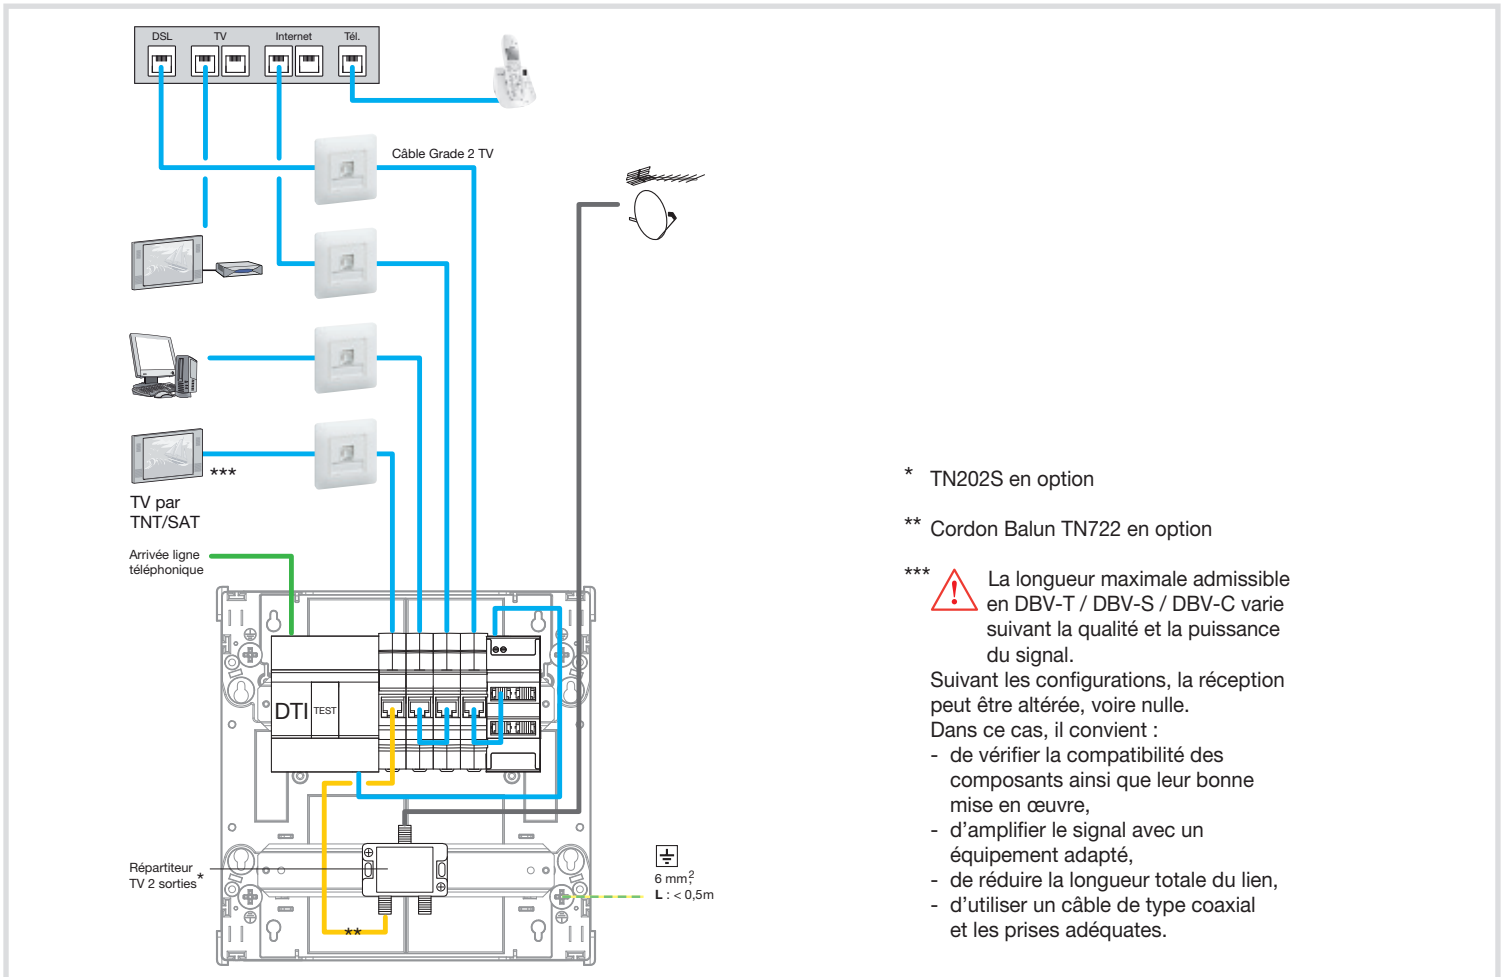 DSL TV Internet Tél.
Câble Grade 2 TV
***
TV par
TNT/SAT
Arrivée ligne
téléphonique
DTI TEST
Répartiteur
TV 2 sorties*
**
6 mm²,
L : < 0,5m
* TN202S en option
** Cordon Balun TN722 en option
*** La longueur maximale admissible
en DBV-T / DBV-S / DBV-C varie
suivant la qualité et la puissance
du signal.
Suivant les configurations, la réception
peut être altérée, voire nulle.
Dans ce cas, il convient :
- de vérifier la compatibilité des
composants ainsi que leur bonne
mise en œuvre,
- d’amplifier le signal avec un
équipement adapté,
- de réduire la longueur totale du lien,
- d’utiliser un câble de type coaxial
et les prises adéquates.